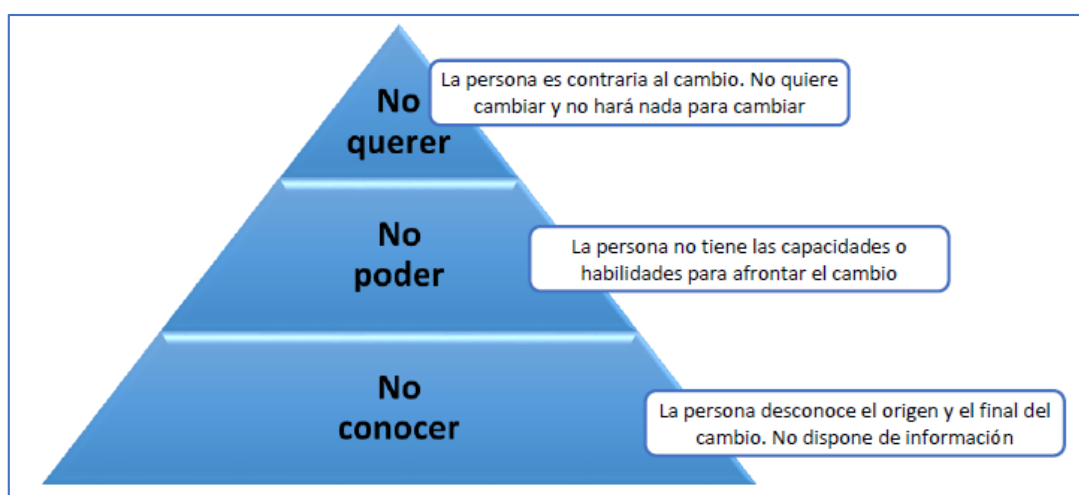 No
querer
La persona es contraria al cambio. No quiere
cambiar y no hará nada para cambiar
No
poder
La persona no tiene las capacidades o
habilidades para afrontar el cambio
No
conocer
La persona desconoce el origen y el final del
cambio. No dispone de información